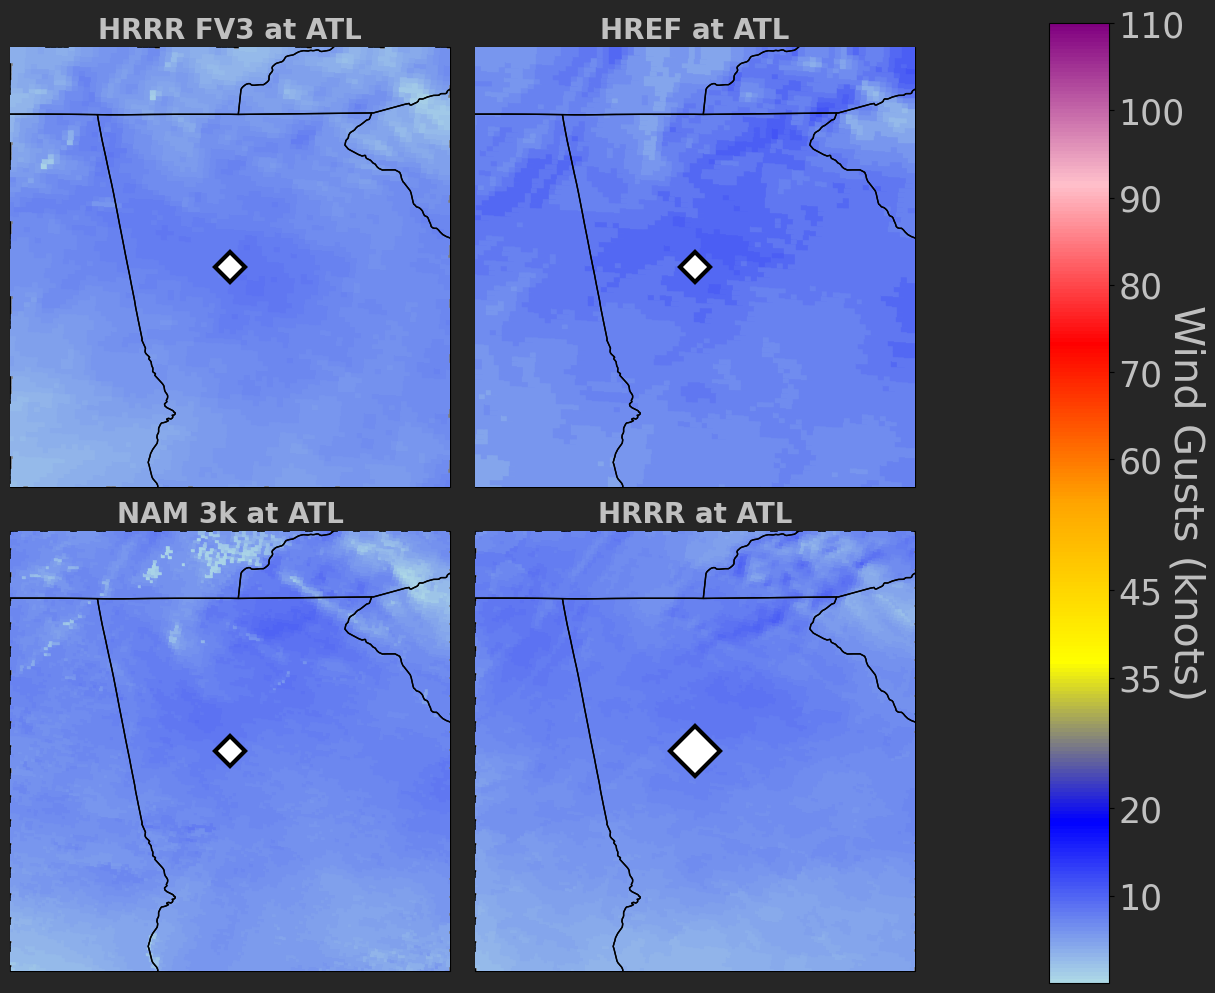 HRRR FV3 at ATL
HREF at ATL
NAM 3k at ATL
HRRR at ATL
110
100
90
80
70
60
45
35
20
10
Wind Gusts (knots)